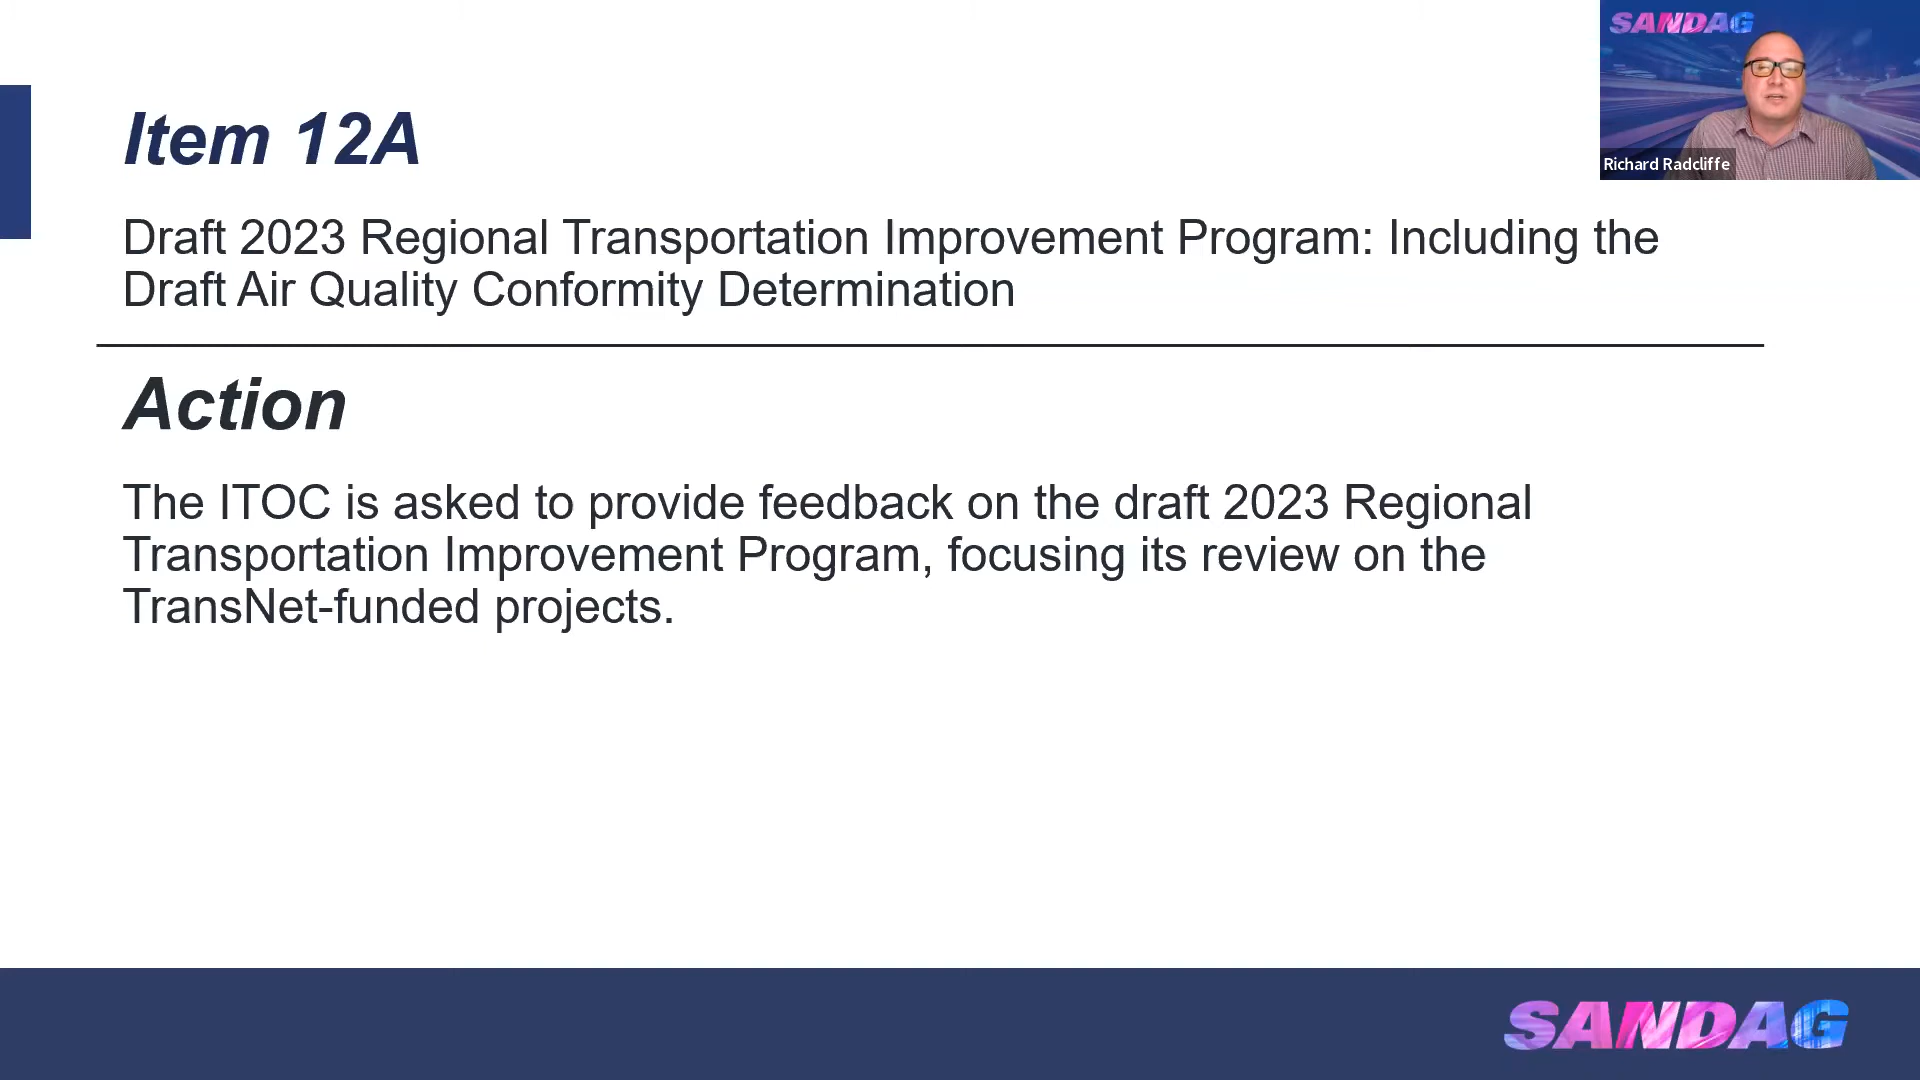 SANDAG
Richard Radcliffe
Item 12A
Draft 2023 Regional Transportation Improvement Program: Including the
Draft Air Quality Conformity Determination
Action
The ITOC is asked to provide feedback on the draft 2023 Regional
Transportation Improvement Program, focusing its review on the
TransNet-funded projects.
SANDAG